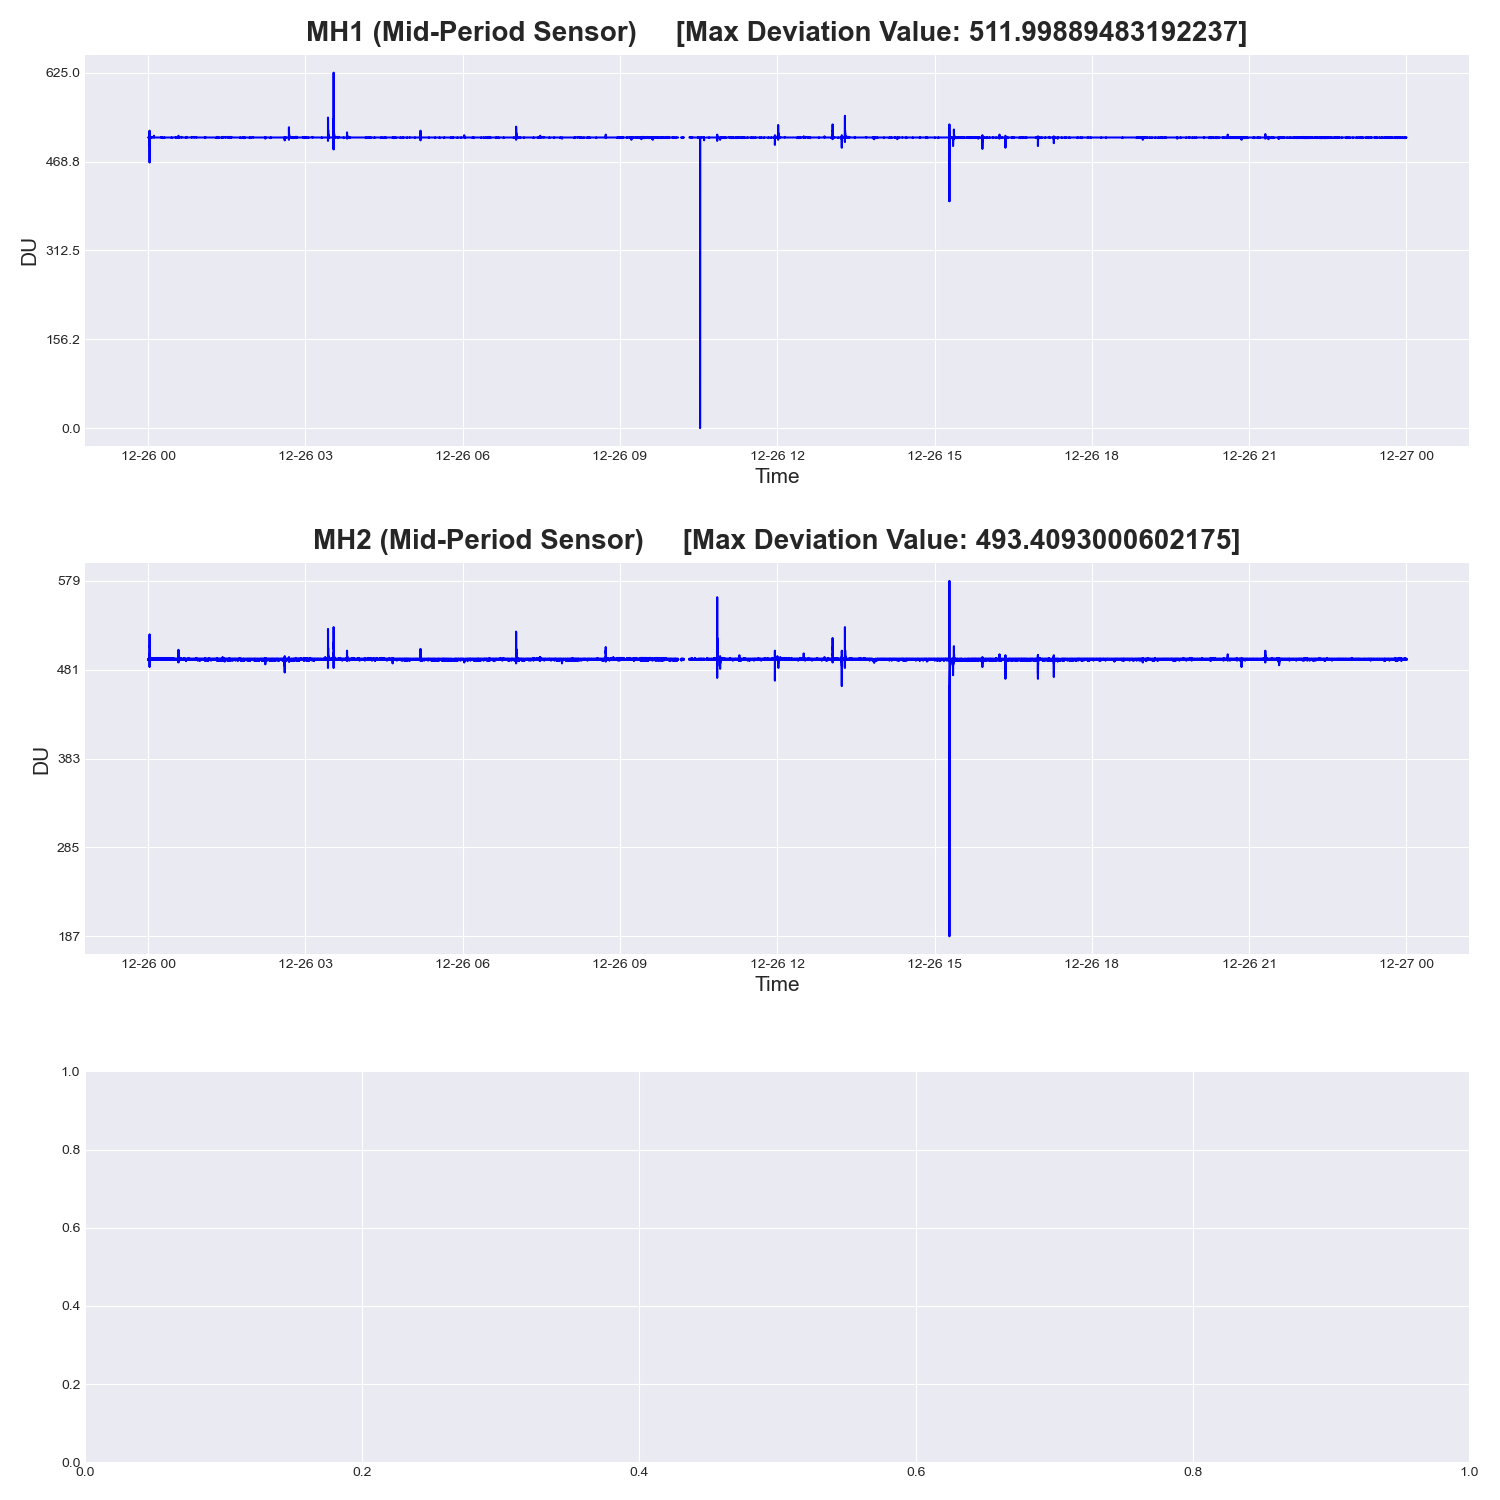 MH1 (Mid-Period Sensor) [Max Deviation Value: 511.99889483192237]
625.0
468.8
312.5
156.2
0.0
DU
12-26 00 12-26 03 12-26 06 12-26 09 12-26 12 12-26 15 12-26 18 12-26 21 12-27 00
Time
MH2 (Mid-Period Sensor) [Max Deviation Value: 493.4093000602175]
579
481
383
285
187
DU
12-26 00 12-26 03 12-26 06 12-26 09 12-26 12 12-26 15 12-26 18 12-26 21 12-27 00
Time
1.0
0.8
0.6
0.4
0.2
0.0
0.0 0.2 0.4 0.6 0.8 1.0